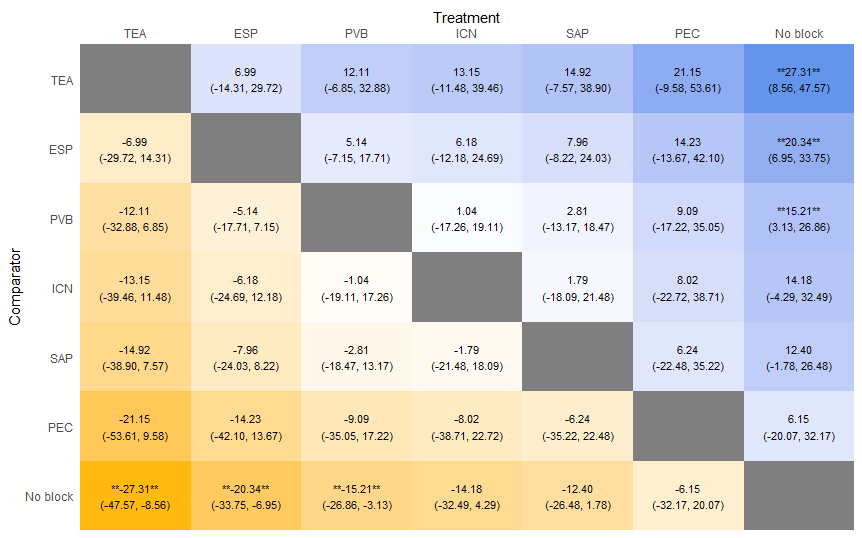 Treatment
TEA ESP PVB ICN SAP PEC No block
Comparator
TEA 6.99 12.11 13.15 14.92 21.15 **27.31**
(-14.31, 29.72) (-6.85, 32.88) (-11.48, 39.46) (-7.57, 38.90) (-9.58, 53.61) (8.56, 47.57)
ESP -6.99 5.14 6.18 7.96 14.23 **20.34**
(-29.72, 14.31) (-7.15, 17.71) (-12.18, 24.69) (-8.22, 24.03) (-13.67, 42.10) (6.95, 33.75)
PVB -12.11 -5.14 1.04 2.81 9.09 **15.21**
(-32.88, 6.85) (-17.71, 7.15) (-17.26, 19.11) (-13.17, 18.47) (-17.22, 35.05) (3.13, 26.86)
ICN -13.15 -6.18 -1.04 1.79 8.02 14.18
(-39.46, 11.48) (-24.69, 12.18) (-19.11, 17.26) (-18.09, 21.48) (-22.72, 38.71) (-4.29, 32.49)
SAP -14.92 -7.96 -2.81 -1.79 6.24 12.40
(-38.90, 7.57) (-24.03, 8.22) (-18.47, 13.17) (-21.48, 18.09) (-22.48, 35.22) (-1.78, 26.48)
PEC -21.15 -14.23 -9.09 -8.02 -6.24 6.15
(-53.61, 9.58) (-42.10, 13.67) (-35.05, 17.22) (-38.71, 22.72) (-35.22, 22.48) (-20.07, 32.17)
No block **-27.31** **-20.34** **-15.21** -14.18 -12.40 -6.15
(-47.57, -8.56) (-33.75, -6.95) (-26.86, -3.13) (-32.49, 4.29) (-26.48, 1.78) (-32.17, 20.07)